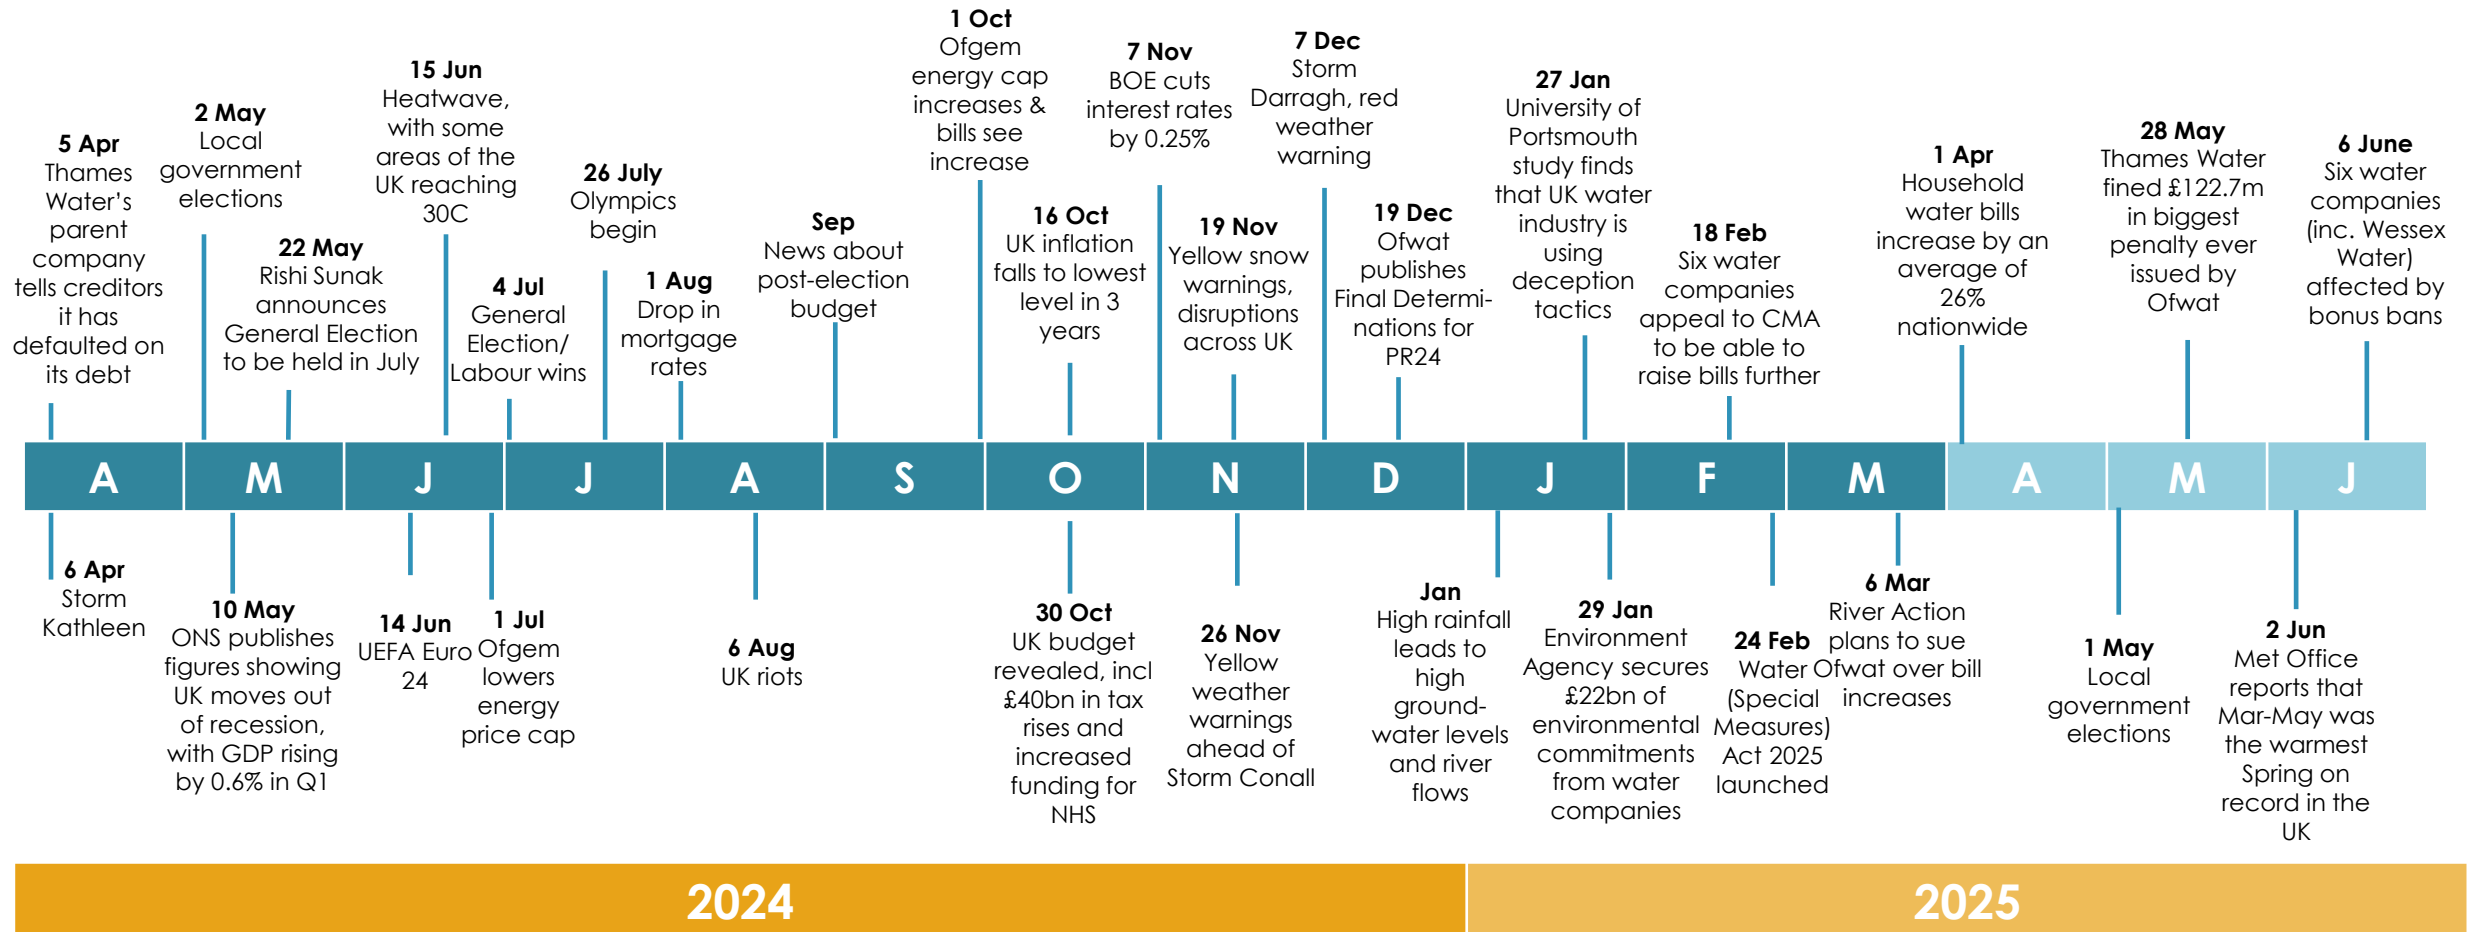 5 Apr
Thames
Water’s
parent
company
tells creditors
it has
defaulted on
its debt
2 May
Local
government
elections
22 May
Rishi Sunak
announces
General Election
to be held in July
15 Jun
Heatwave,
with some
areas of the
UK reaching
30C
4 Jul
General
Election/
Labour wins
26 July
Olympics
begin
1 Aug
Drop in
mortgage
rates
Sep
News about
post-election
budget
1 Oct
Ofgem
energy cap
increases &
bills see
increase
16 Oct
UK inflation
falls to lowest
level in 3
years
7 Nov
BOE cuts
interest rates
by 0.25%
19 Nov
Yellow snow
warnings,
disruptions
across UK
7 Dec
Storm
Darragh, red
weather
warning
19 Dec
Ofwat
publishes
Final Determi-
nations for
PR24
27 Jan
University of
Portsmouth
study finds
that UK water
industry is
using
deception
tactics
18 Feb
Six water
companies
appeal to CMA
to be able to
raise bills further
1 Apr
Household
water bills
increase by an
average of
26%
nationwide
28 May
Thames Water
fined £122.7m
in biggest
penalty ever
issued by
Ofwat
6 June
Six water
companies
(inc. Wessex
Water)
affected by
bonus bans
A M J J A S O N D J F M A M J
6 Apr
Storm
Kathleen
10 May
ONS publishes
figures showing
UK moves out
of recession,
with GDP rising
by 0.6% in Q1
14 Jun
UEFA Euro
24
1 Jul
Ofgem
lowers
energy
price cap
6 Aug
UK riots
30 Oct
UK budget
revealed, incl
£40bn in tax
rises and
increased
funding for
NHS
26 Nov
Yellow
weather
warnings
ahead of
Storm Conall
Jan
High rainfall
leads to
high
ground-
water levels
and river
flows
29 Jan
Environment
Agency secures
£22bn of
environmental
commitments
from water
companies
24 Feb
Water
(Special
Measures)
Act 2025
launched
6 Mar
River Action
plans to sue
Ofwat over bill
increases
1 May
Local
government
elections
2 Jun
Met Office
reports that
Mar-May was
the warmest
Spring on
record in the
UK
2024
2025